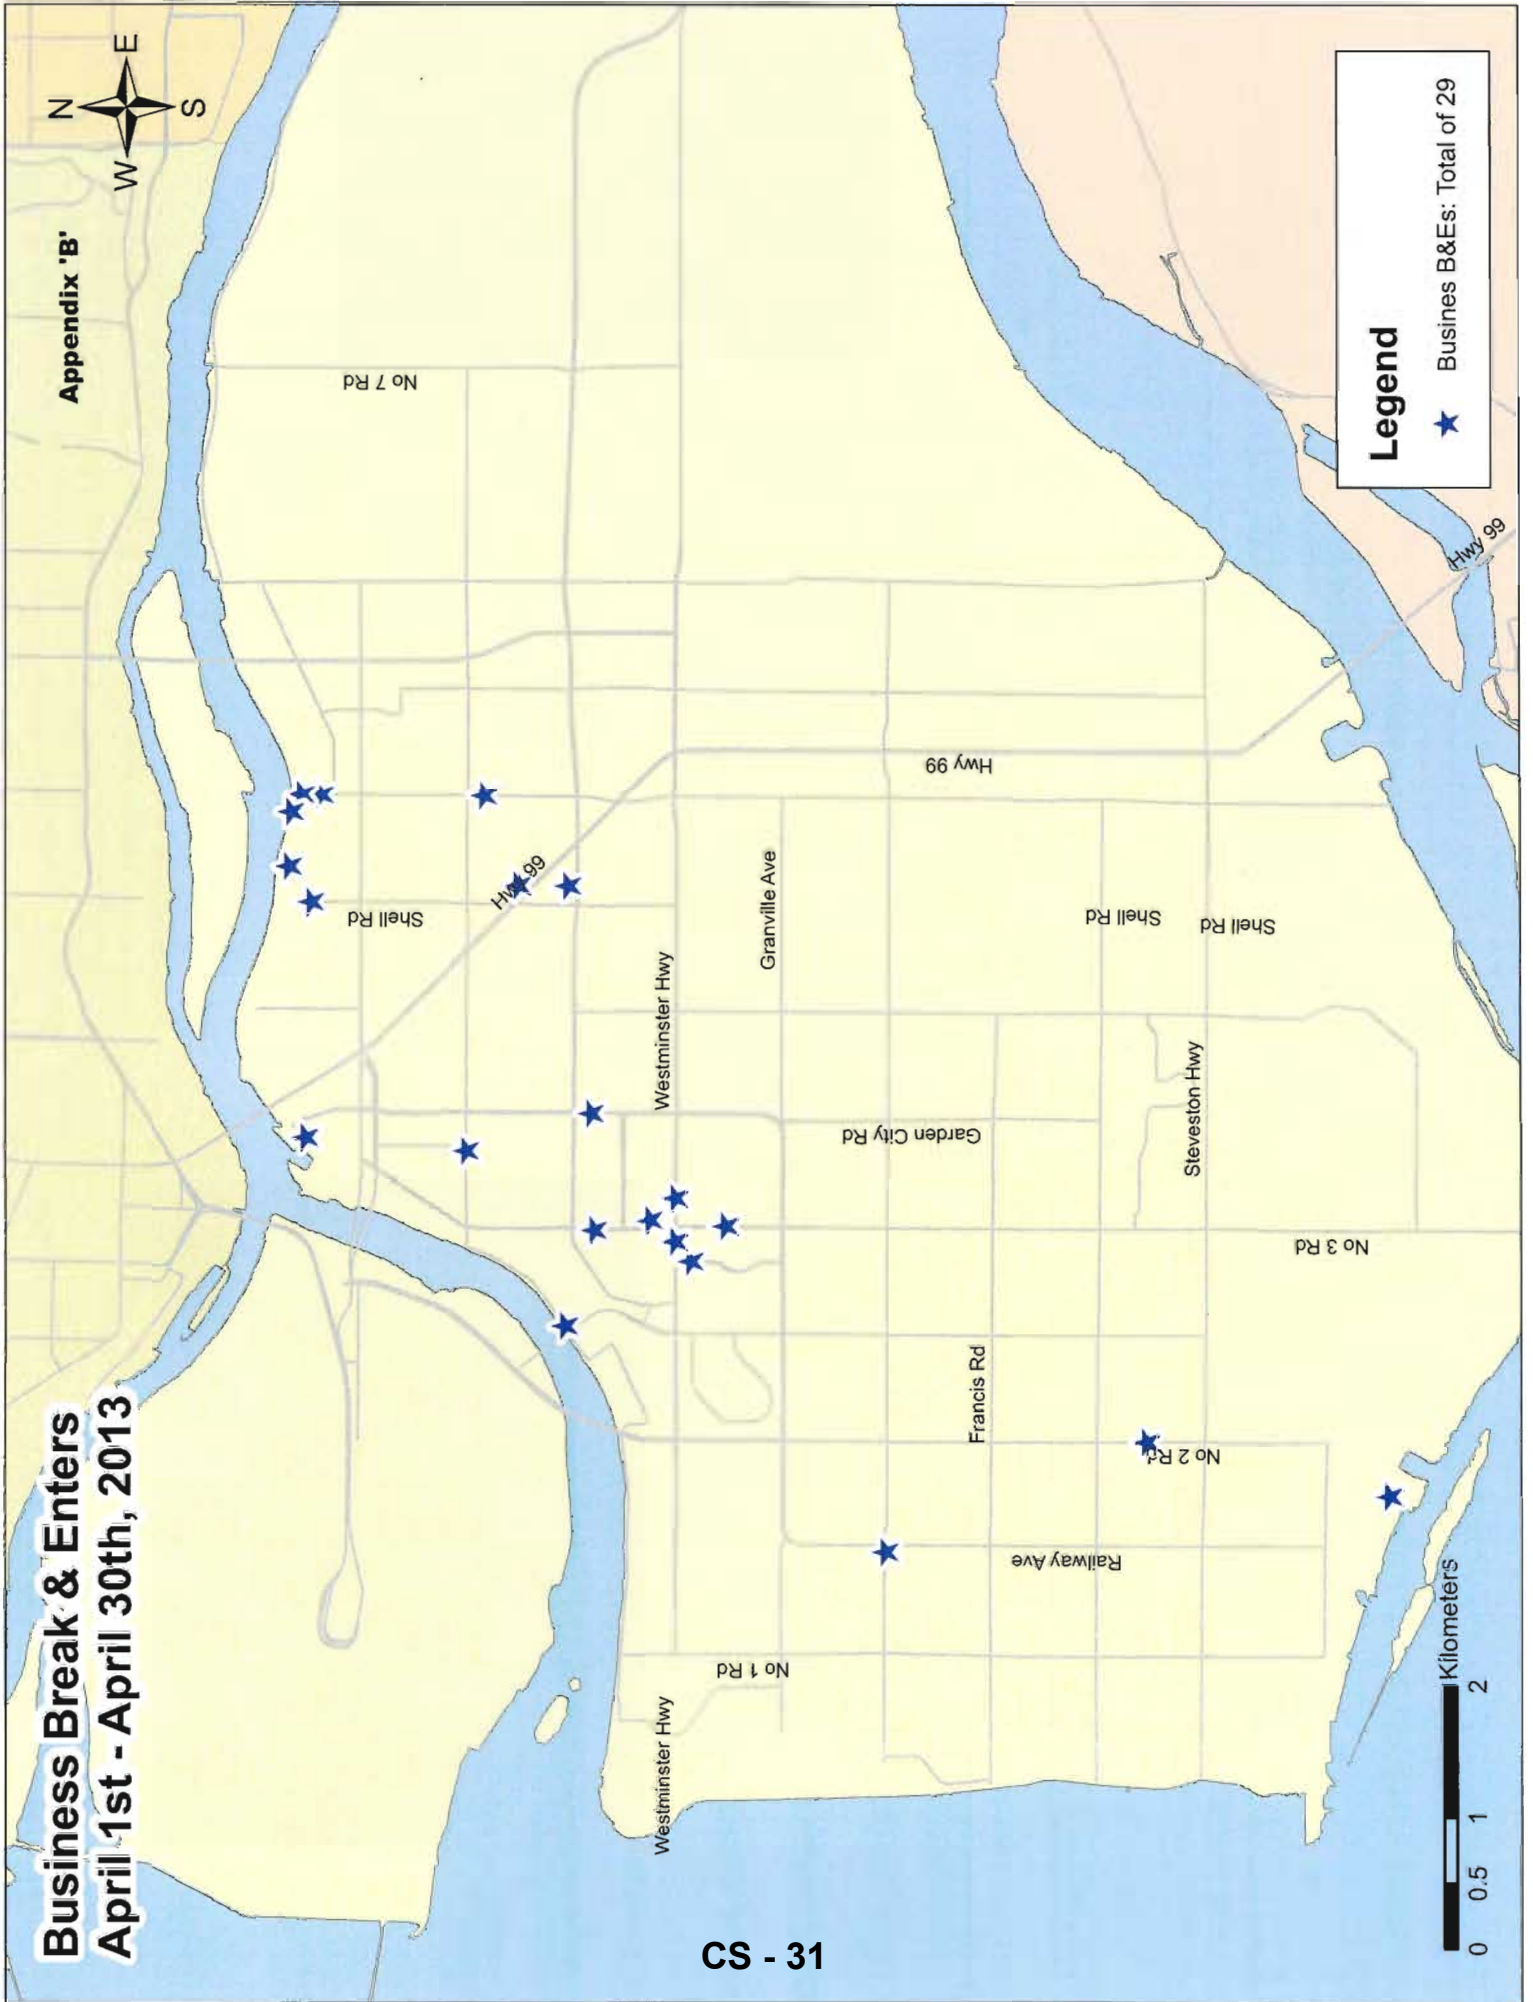 Business Break & Enters
April 1st - April 30th, 2013
Appendix 'B'
N
W
E
S
No 7 Rd
Hwy 99
Shell Rd
Hwy 99
Granville Ave
Westminster Hwy
Shell Rd
Shell Rd
Garden City Rd
Steveston Hwy
No 3 Rd
Francis Rd
No 2 Rd
Railway Ave
No 1 Rd
Westminster Hwy
Hwy 99
Legend
Busines B&Es: Total of 29
0 0.5 1 2
Kilometers
CS - 31